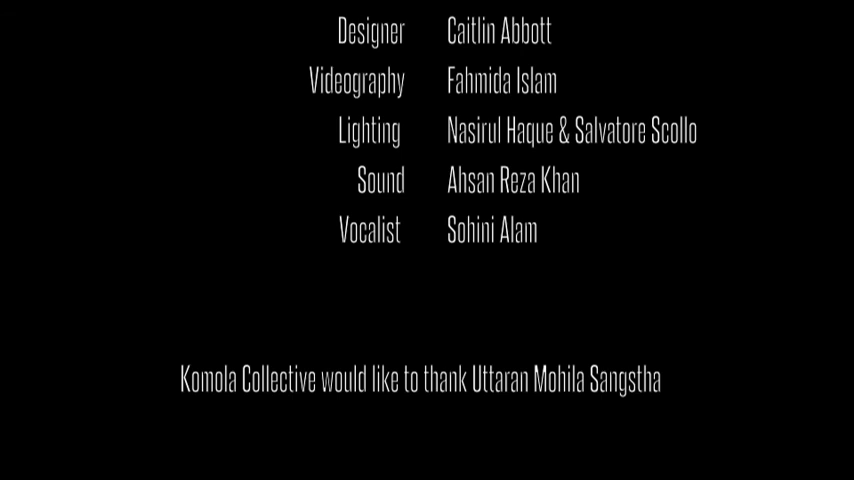 Designer Caitlin Abbott
Videography Fahmida Islam
Lighting Nasirul Haque & Salvatore Scollo
Sound Ahsan Reza Khan
Vocalist Sohini Alam
Komola Collective would like to thank Uttaran Mohila Sangstha